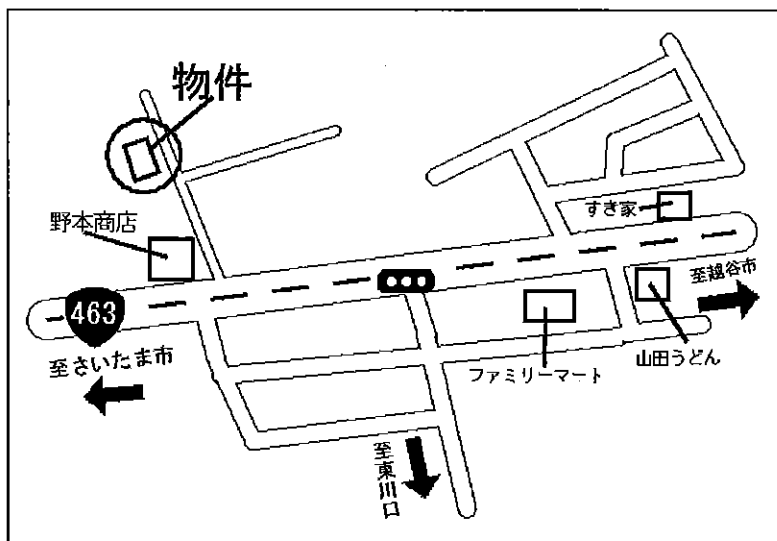 物件
野本商店
すき家
至越谷市
463
至さいたま市
ファミリーマート
山田うどん
至東川口